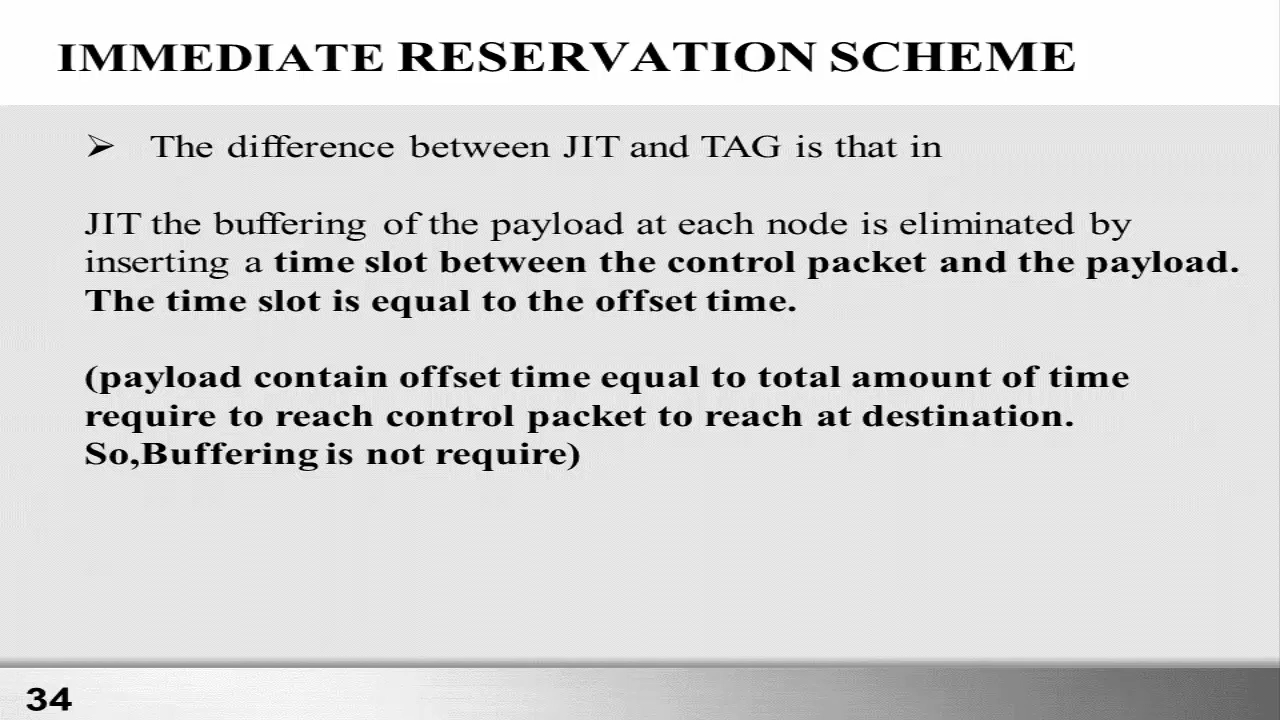 IMMEDIATE RESERVATION SCHEME
➢ The difference between JIT and TAG is that in
JIT the buffering of the payload at each node is eliminated by
inserting a time slot between the control packet and the payload.
The time slot is equal to the offset time.
(payload contain offset time equal to total amount of time
require to reach control packet to reach at destination.
So,Buffering is not require)
34